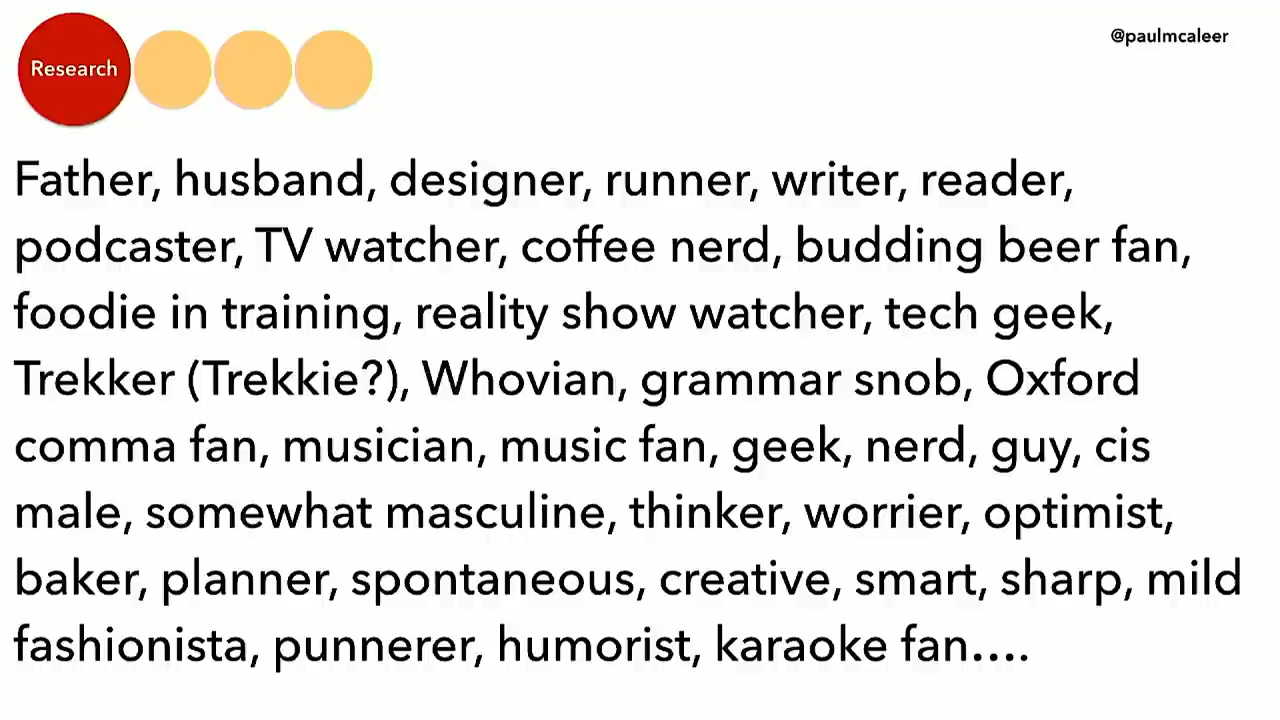 Research
@paulmcaleer
Father, husband, designer, runner, writer, reader,
podcaster, TV watcher, coffee nerd, budding beer fan,
foodie in training, reality show watcher, tech geek,
Trekker (Trekkie?), Whovian, grammar snob, Oxford
comma fan, musician, music fan, geek, nerd, guy, cis
male, somewhat masculine, thinker, worrier, optimist,
baker, planner, spontaneous, creative, smart, sharp, mild
fashionista, punnerer, humorist, karaoke fan....